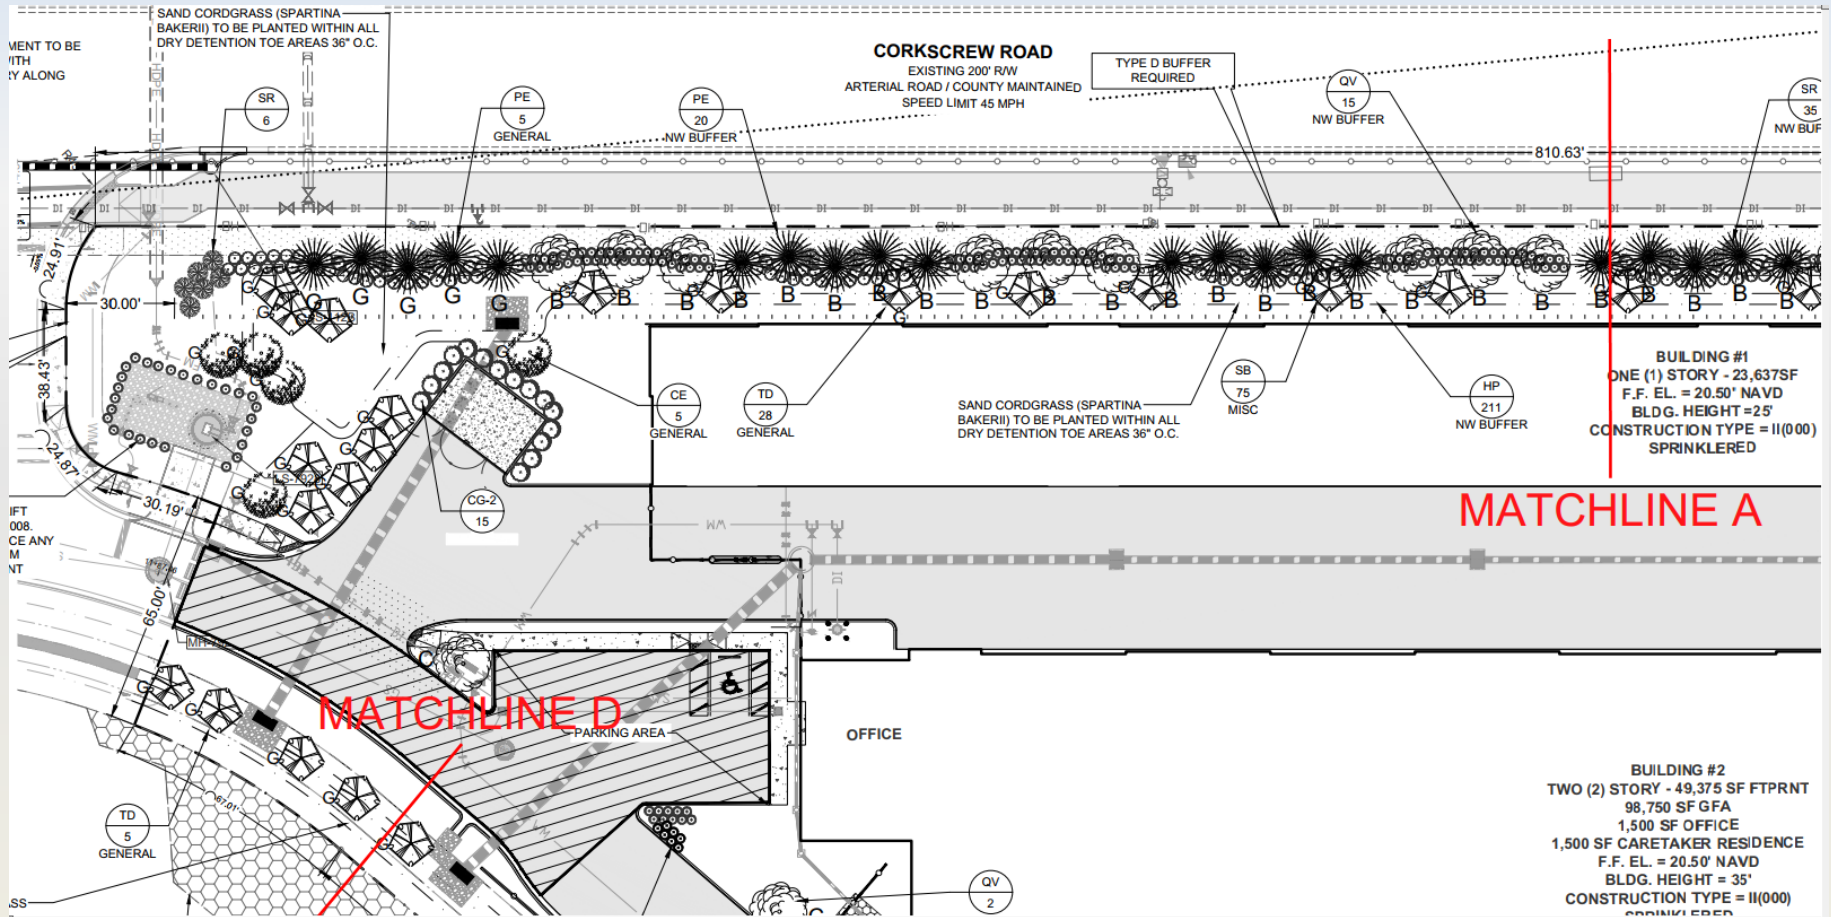 SAND CORDGRASS (SPARTINA
BAKERII) TO BE PLANTED WITHIN ALL
DRY DETENTION TOE AREAS 36" O.C.
MENT TO BE
ITH
RY ALONG
CORKSCREW ROAD
EXISTING 200' R/W
ARTERIAL ROAD / COUNTY MAINTAINED
SPEED LIMIT 45 MPH
TYPE D BUFFER
REQUIRED
SR
6
PE
5
GENERAL
PE
20
NW BUFFER
QV
15
NW BUFFER
SR
35
NW BUF
810.63'
24.91'
30.00'
38.43'
24.87'
30.19'
65.00'
67.01'
CE
5
GENERAL
TD
28
GENERAL
SAND CORDGRASS (SPARTINA
BAKERII) TO BE PLANTED WITHIN ALL
DRY DETENTION TOE AREAS 36" O.C.
SB
75
MISC
HP
211
NW BUFFER
BUILDING #1
ONE (1) STORY - 23,637SF
F.F. EL. = 20.50' NAVD
BLDG. HEIGHT =25'
CONSTRUCTION TYPE = II(000)
SPRINKLERED
MATCHLINE A
CG-2
15
IFT
008.
CE ANY
M
NT
MATCHLINE D
PARKING AREA
OFFICE
TD
5
GENERAL
ASS
QV
2
BUILDING #2
TWO (2) STORY - 49,375 SF FTPRNT
98,750 SF GFA
1,500 SF OFFICE
1,500 SF CARETAKER RESIDENCE
F.F. EL. = 20.50' NAVD
BLDG. HEIGHT = 35'
CONSTRUCTION TYPE = II(000)
SPRINKLERED